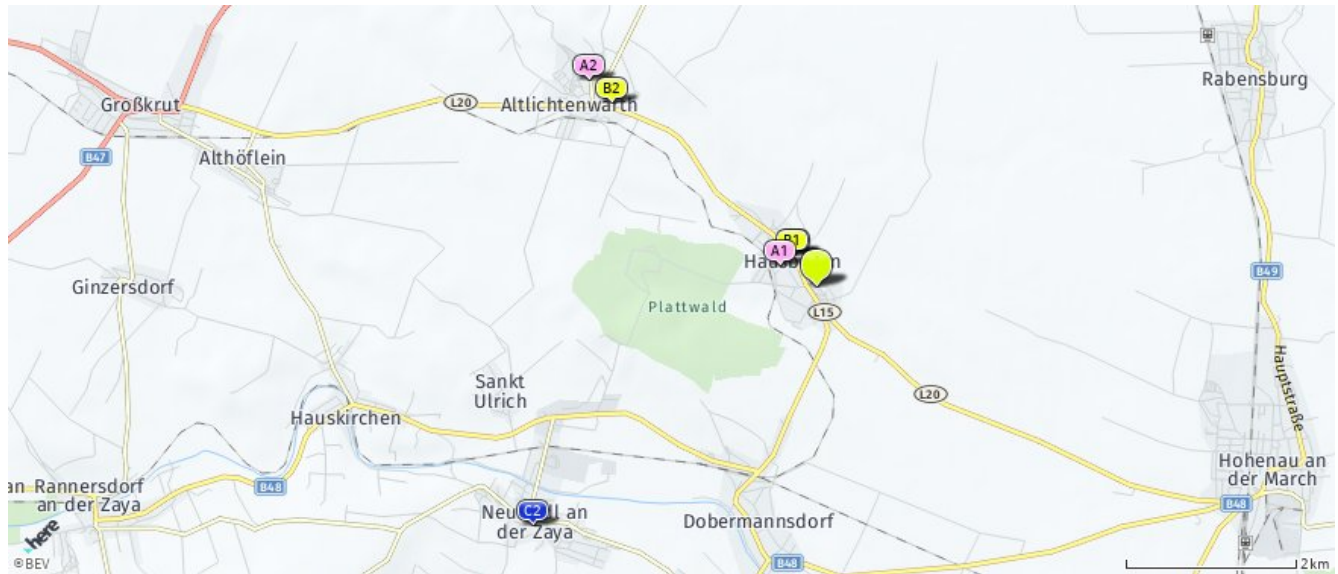 A2
Rabensburg
B2
Großkrut
L20
Altlichtenwarth
B47
Althöflein
B1
A1
B49
Ginzersdorf
Plattwald
L15
Hauptstraße
Sankt
Ulrich
L20
Hauskirchen
Hohenau an
der March
an Rannersdorf
an der Zaya
B48
C2
an
der Zaya
B48
Dobermannsdorf
here
©BEV
B48
2km